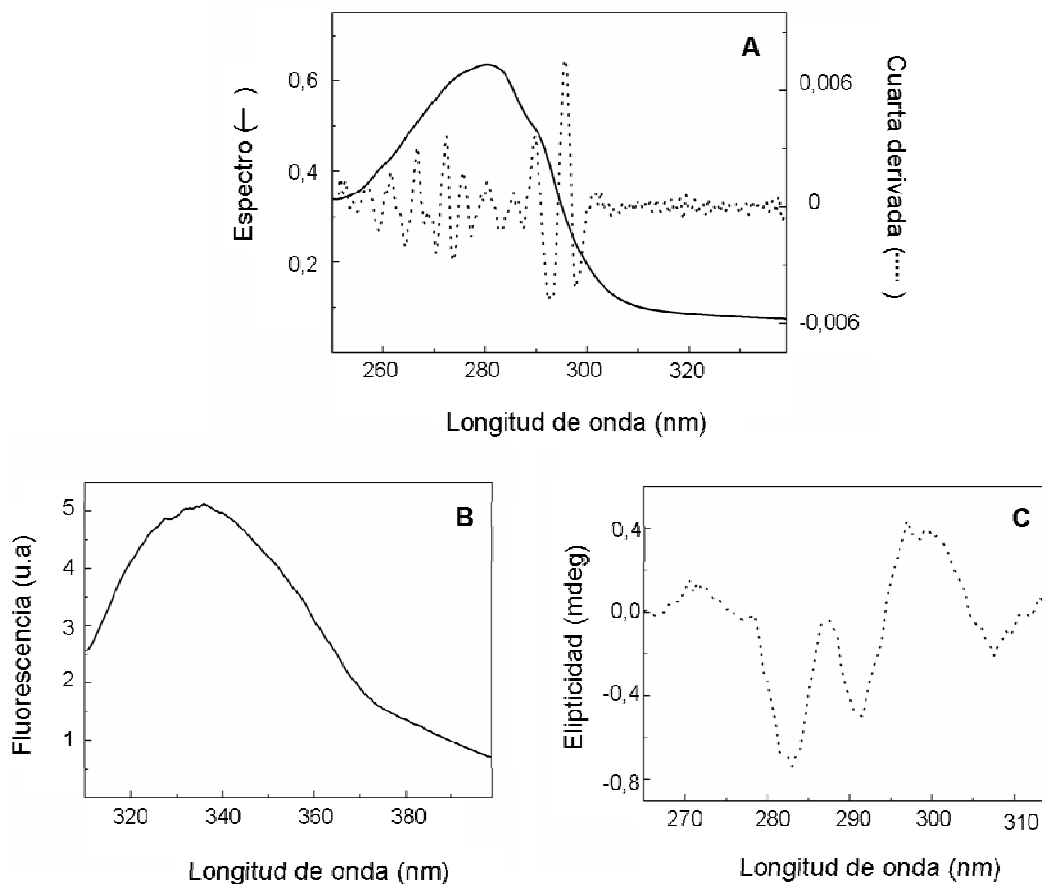 A
Espectro (—)
0,6
0,4
0,2
0,006
0
-0,006
Cuarta derivada (····)
260
280
300
320
Longitud de onda (nm)
B
Fluorescencia (u.a)
5
4
3
2
1
320
340
360
380
Longitud de onda (nm)
C
Elipticidad (mdeg)
0,4
0,0
-0,4
-0,8
270
280
290
300
310
Longitud de onda (nm)